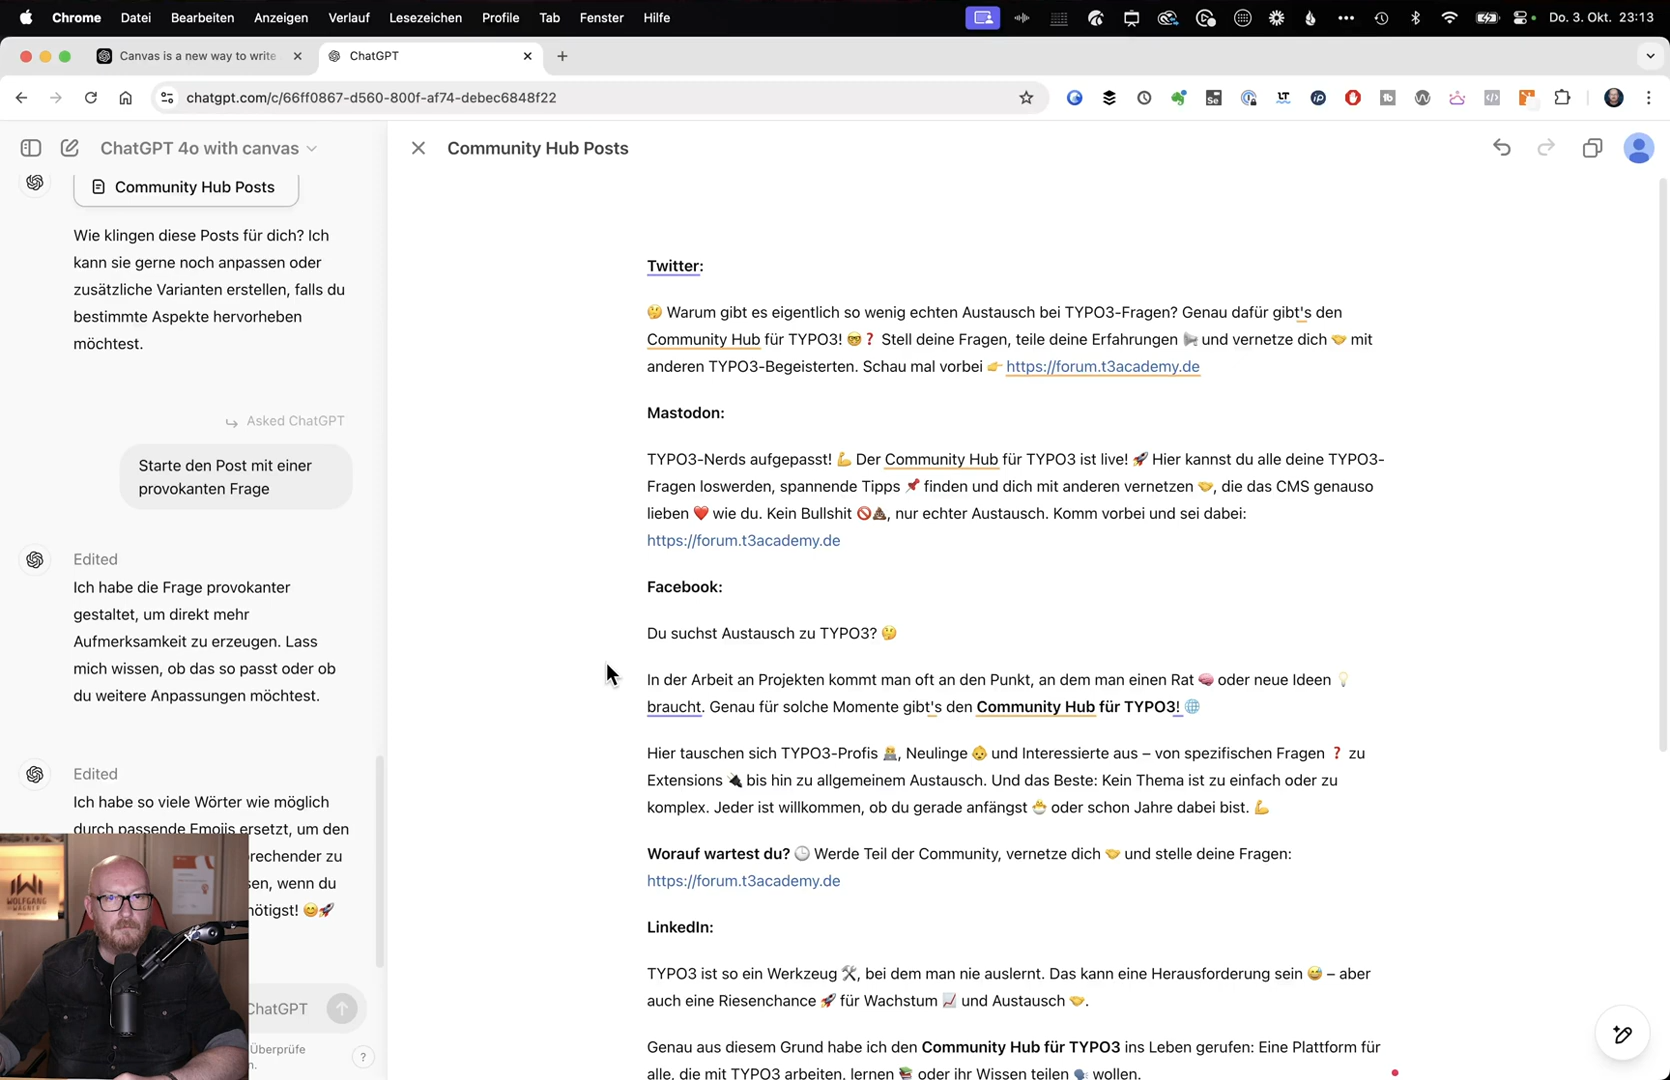 Chrome Datei Bearbeiten Anzeigen Verlauf Lesezeichen Profile Tab Fenster Hilfe
Do. 3. Okt. 23:13
Canvas is a new way to write
ChatGPT
chatgpt.com/c/66ff0867-d560-800f-af74-debec6848f22
ChatGPT 4o with canvas
Community Hub Posts
Wie klingen diese Posts für dich? Ich
kann sie gerne noch anpassen oder
zusätzliche Varianten erstellen, falls du
bestimmte Aspekte hervorheben
möchtest.
Asked ChatGPT
Starte den Post mit einer
provokanten Frage
Edited
Ich habe die Frage provokanter
gestaltet, um direkt mehr
Aufmerksamkeit zu erzeugen. Lass
mich wissen, ob das so passt oder ob
du weitere Anpassungen möchtest.
Edited
Ich habe so viele Wörter wie möglich
durch passende Emojis ersetzt, um den
rechender zu
sen, wenn du
nötigst! 😊🚀
ChatGPT
Überprüfe
n.
?
WOLFGANG
WAGNER
Community Hub Posts
Twitter:
🤔 Warum gibt es eigentlich so wenig echten Austausch bei TYPO3-Fragen? Genau dafür gibt's den
Community Hub für TYPO3! 🤓❓ Stell deine Fragen, teile deine Erfahrungen 📢 und vernetze dich 🤝 mit
anderen TYPO3-Begeisterten. Schau mal vorbei 👉 https://forum.t3academy.de
Mastodon:
TYPO3-Nerds aufgepasst! 💪 Der Community Hub für TYPO3 ist live! 🚀 Hier kannst du alle deine TYPO3-
Fragen loswerden, spannende Tipps 📌 finden und dich mit anderen vernetzen 🤝, die das CMS genauso
lieben ❤️ wie du. Kein Bullshit 🚫💩, nur echter Austausch. Komm vorbei und sei dabei:
https://forum.t3academy.de
Facebook:
Du suchst Austausch zu TYPO3? 🤔
In der Arbeit an Projekten kommt man oft an den Punkt, an dem man einen Rat 🧠 oder neue Ideen 💡
braucht. Genau für solche Momente gibt's den Community Hub für TYPO3! 🌐
Hier tauschen sich TYPO3-Profis 👨‍💻, Neulinge 👶 und Interessierte aus – von spezifischen Fragen ❓ zu
Extensions 🔌 bis hin zu allgemeinem Austausch. Und das Beste: Kein Thema ist zu einfach oder zu
komplex. Jeder ist willkommen, ob du gerade anfängst 🐣 oder schon Jahre dabei bist. 💪
Worauf wartest du? 🕒 Werde Teil der Community, vernetze dich 🤝 und stelle deine Fragen:
https://forum.t3academy.de
LinkedIn:
TYPO3 ist so ein Werkzeug 🛠️, bei dem man nie auslernt. Das kann eine Herausforderung sein 😅 – aber
auch eine Riesenchance 🚀 für Wachstum 📈 und Austausch 🤝.
Genau aus diesem Grund habe ich den Community Hub für TYPO3 ins Leben gerufen: Eine Plattform für
alle, die mit TYPO3 arbeiten, lernen 📚 oder ihr Wissen teilen 🗣️ wollen.